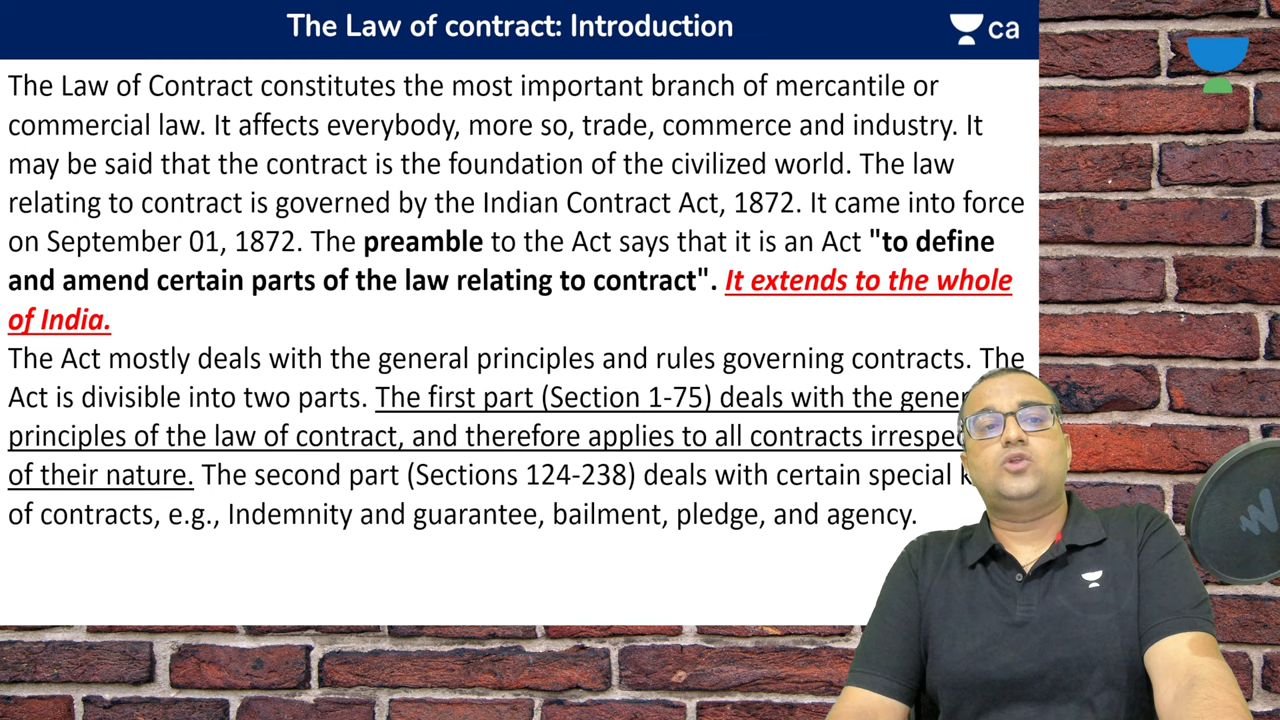 The Law of contract: Introduction
ca
The Law of Contract constitutes the most important branch of mercantile or
commercial law. It affects everybody, more so, trade, commerce and industry. It
may be said that the contract is the foundation of the civilized world. The law
relating to contract is governed by the Indian Contract Act, 1872. It came into force
on September 01, 1872. The preamble to the Act says that it is an Act "to define
and amend certain parts of the law relating to contract". It extends to the whole
of India.
The Act mostly deals with the general principles and rules governing contracts. The
Act is divisible into two parts. The first part (Section 1-75) deals with the
principles of the law of contract, and therefore applies to all contracts
of their nature. The second part (Sections 124-238) deals with certain special
of contracts, e.g., Indemnity and guarantee, bailment, pledge, and agency.